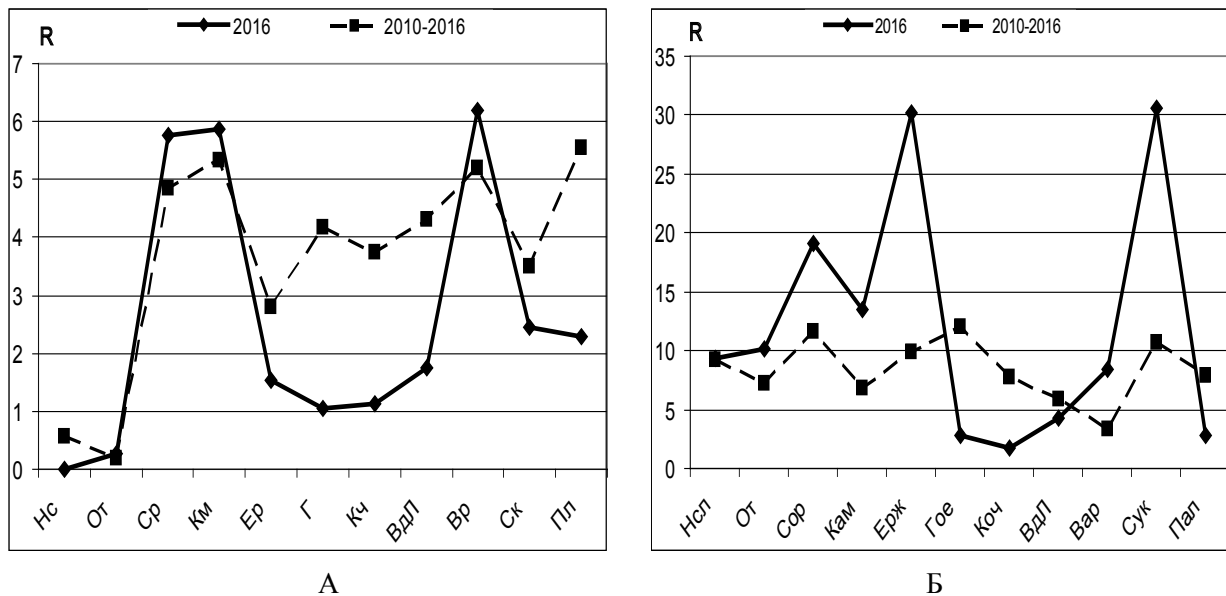 R
2016
2010-2016
7
6
5
4
3
2
1
0
Нс
От
Ср
Км
Ер
Г
Кч
ВдП
Вр
Ск
Пл
А
R
2016
2010-2016
35
30
25
20
15
10
5
0
Нсл
От
Сор
Кам
Ерж
Гое
Коч
ВдП
Вар
Сук
Пал
Б